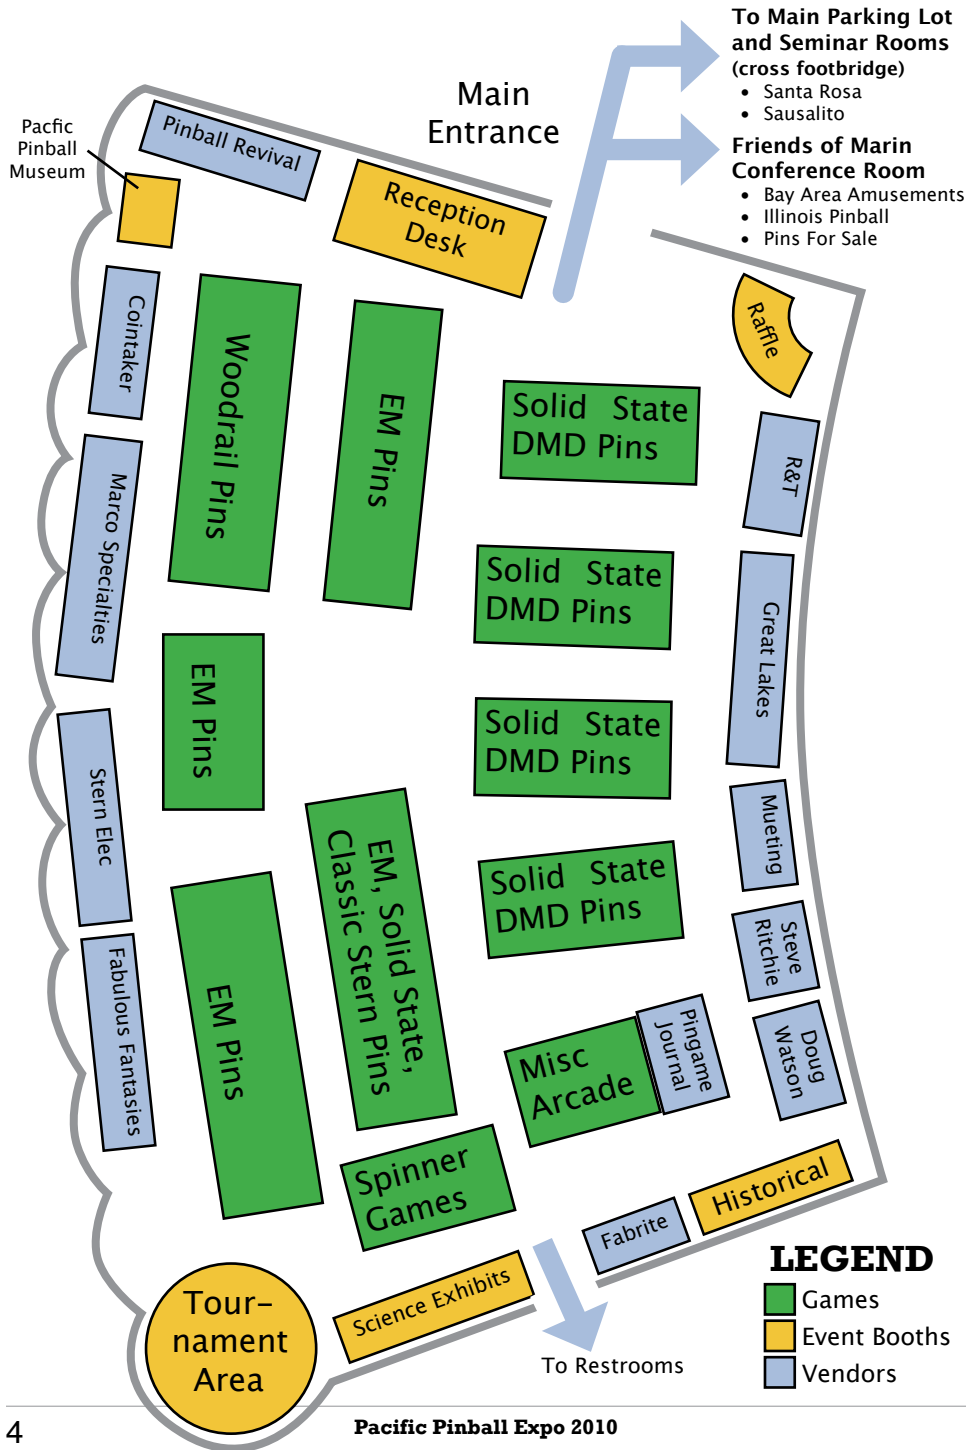 To Main Parking Lot
and Seminar Rooms
(cross footbridge)
• Santa Rosa
• Sausalito
Friends of Marin
Conference Room
• Bay Area Amusements
• Illinois Pinball
• Pins For Sale
Main
Entrance
Pacfic
Pinball
Museum
Pinball Revival
Reception
Desk
Raffle
Cointaker
Woodrail Pins
EM Pins
Solid State
DMD Pins
R&T
Marco Specialties
Solid State
DMD Pins
Great Lakes
EM Pins
Solid State
DMD Pins
Stern Elec
EM, Solid State,
Classic Stern Pins
Mueting
Solid State
DMD Pins
Steve
Ritchie
Fabulous Fantasies
EM Pins
Misc
Arcade
Pingame
Journal
Doug
Watson
Spinner
Games
Historical
Fabrite
Science Exhibits
Tour-
nament
Area
To Restrooms
LEGEND
Games
Event Booths
Vendors
4
Pacific Pinball Expo 2010